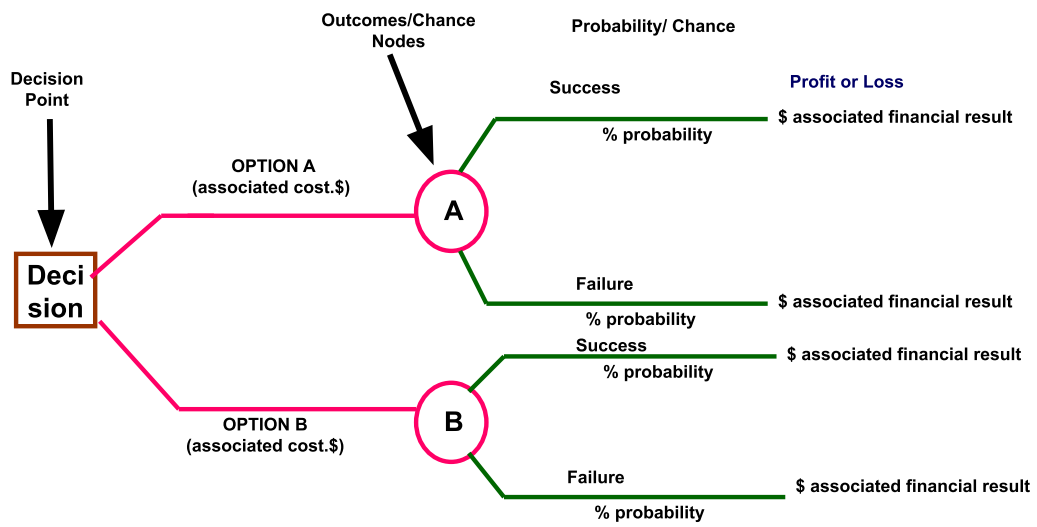 Outcomes/Chance
Nodes
Probability/ Chance
Decision
Point
Success
Profit or Loss
$ associated financial result
% probability
OPTION A
(associated cost.$)
A
Deci
sion
Failure
$ associated financial result
% probability
Success
$ associated financial result
% probability
OPTION B
(associated cost.$)
B
Failure
$ associated financial result
% probability